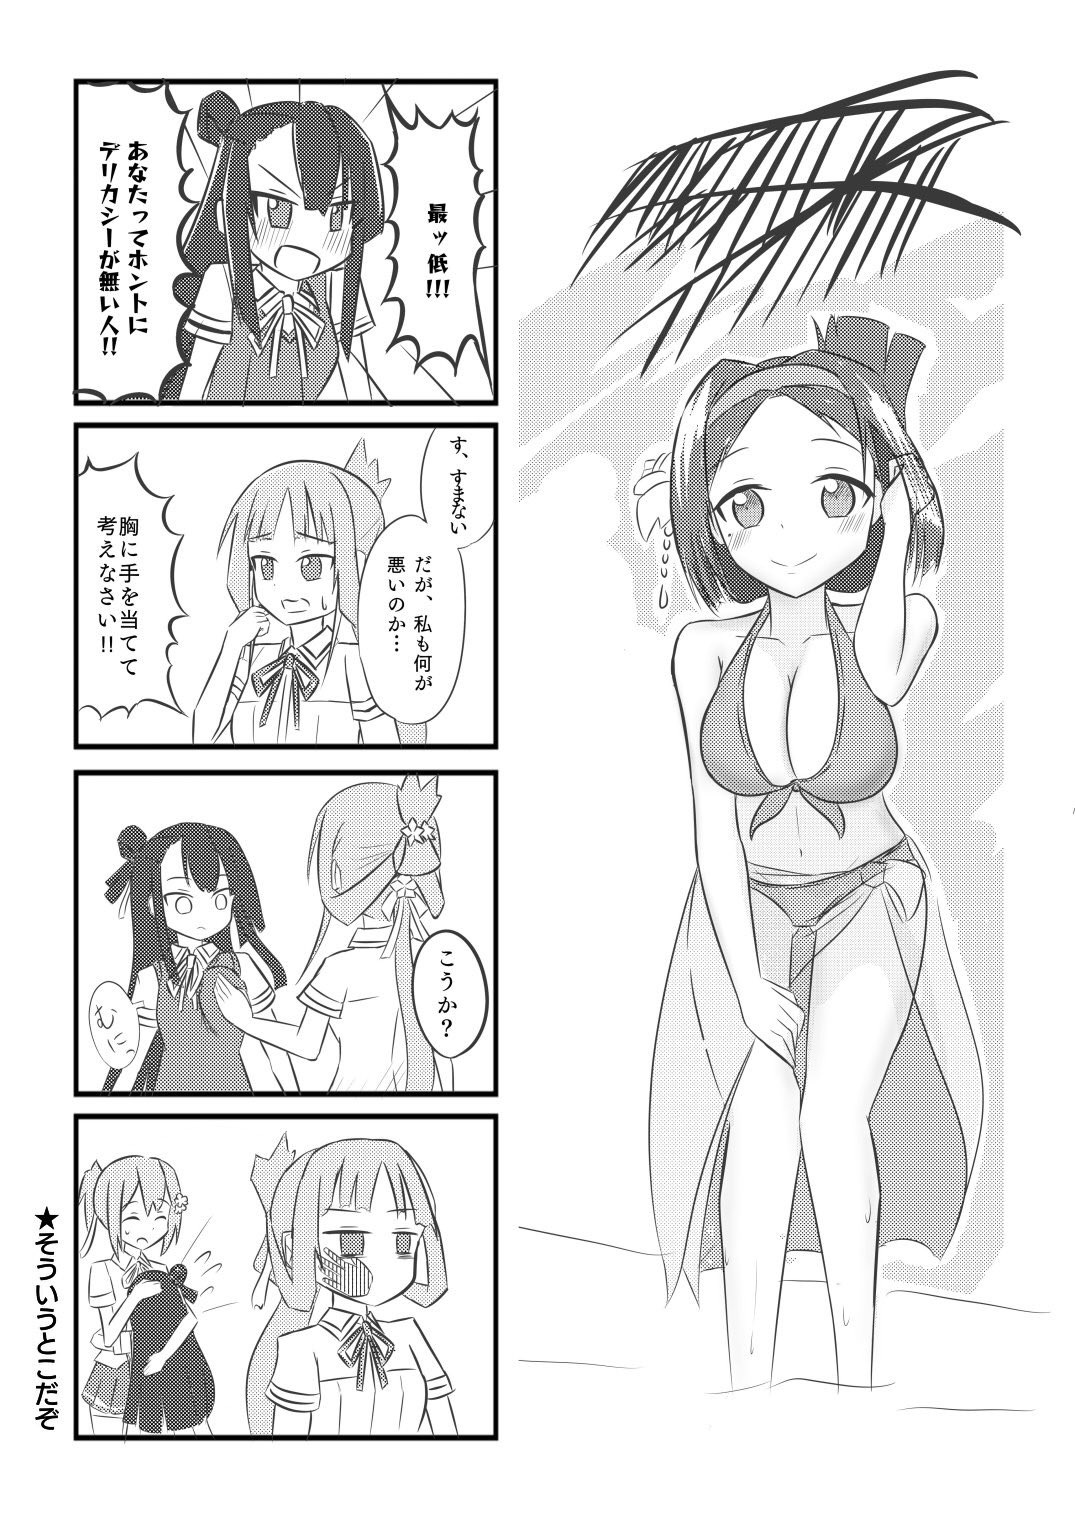 最ッ低!!!
あなたってホントに
デリカシーが無い人!!
す、すまない
だが、私も何が
悪いのか…
胸に手を当てて
考えなさい!!
こうか？
むにっ
★そういうとこだぞ